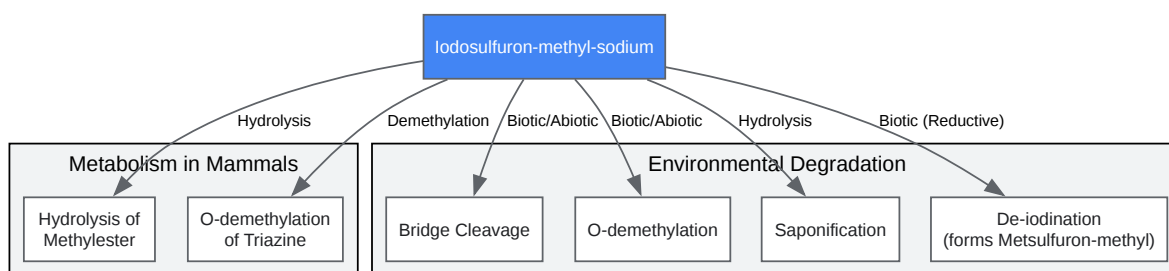 Iodosulfuron-methyl-sodium
Hydrolysis
Demethylation
Biotic/Abiotic
Biotic/Abiotic
Hydrolysis
Biotic (Reductive)
Metabolism in Mammals
Environmental Degradation
Hydrolysis of
Methylester
O-demethylation
of Triazine
Bridge Cleavage
O-demethylation
Saponification
De-iodination
(forms Metsulfuron-methyl)